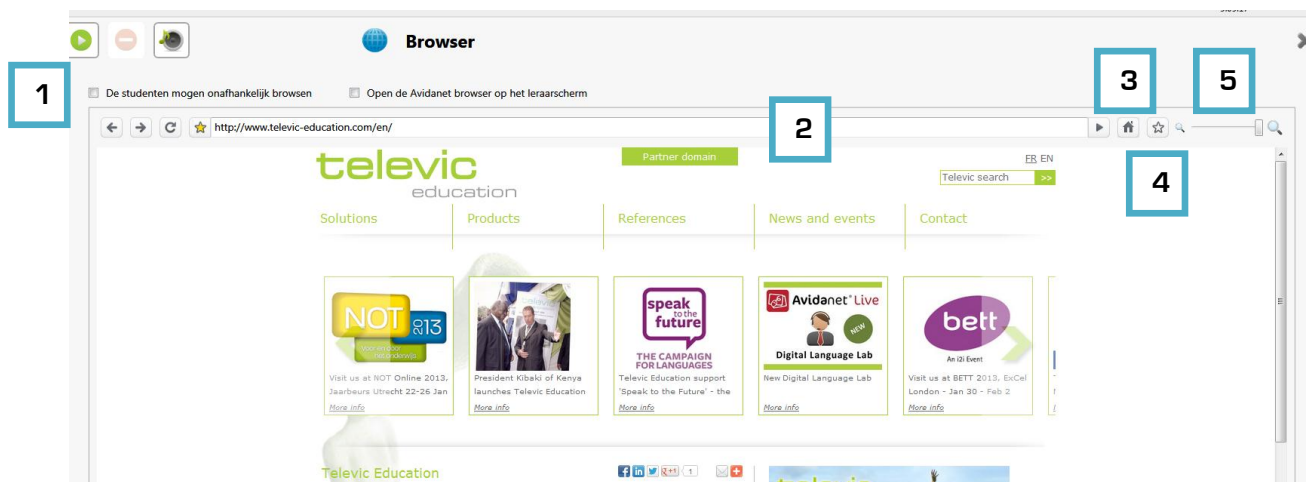 Browser
1
3
5
De studenten mogen onafhankelijk browsen
Open de Avidanet browser op het leraarscherm
http://www.televic-education.com/en/
2
4
televic
education
Partner domain
FR EN
Televic search >>
Solutions
Products
References
News and events
Contact
NOT 2013
speak
to the
future
THE CAMPAIGN
FOR LANGUAGES
Avidanet Live
NEW
Digital Language Lab
bett
An i2i Event
Visit us at NOT Online 2013,
Jaarbeurs Utrecht 22-26 Jan
More info
President Kibaki of Kenya
launches Televic Education
More info
Televic Education support
'Speak to the Future' - the
More info
New Digital Language Lab
More info
Visit us at BETT 2013, ExCel
London - Jan 30 - Feb 2
More info
Televic Education
1